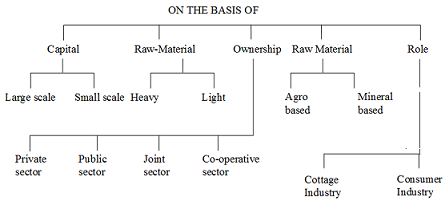 ON THE BASIS OF
Capital Raw-Material Ownership Raw Material Role
Large scale Small scale Heavy Light Agro based Mineral based
Private sector Public sector Joint sector Co-operative sector
Cottage Industry Consumer Industry